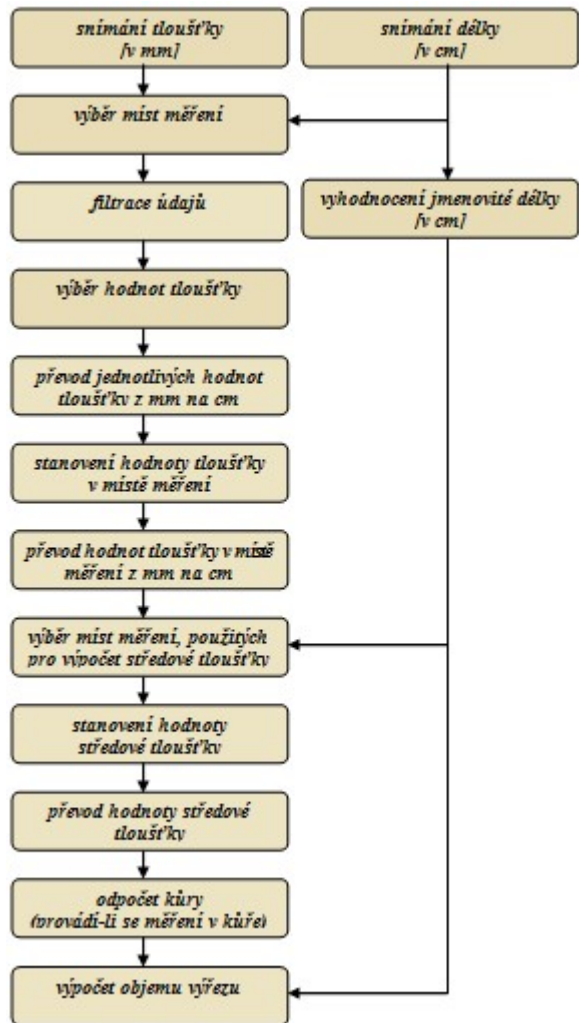 snímání tloušťky
[v mm]
snímání délky
[v cm]
výběr míst měření
vyhodnocení jmenovité délky
[v cm]
filtrace údajů
výběr hodnot tloušťky
převod jednotlivých hodnot
tloušťky z mm na cm
stanovení hodnoty tloušťky
v místě měření
převod hodnot tloušťky v místě
měření z mm na cm
výběr míst měření, použitých
pro výpočet středové tloušťky
stanovení hodnoty
středové tloušťky
převod hodnoty středové
tloušťky
odpočet kůry
(provádí-li se měření v kůře)
výpočet objemu výřezu